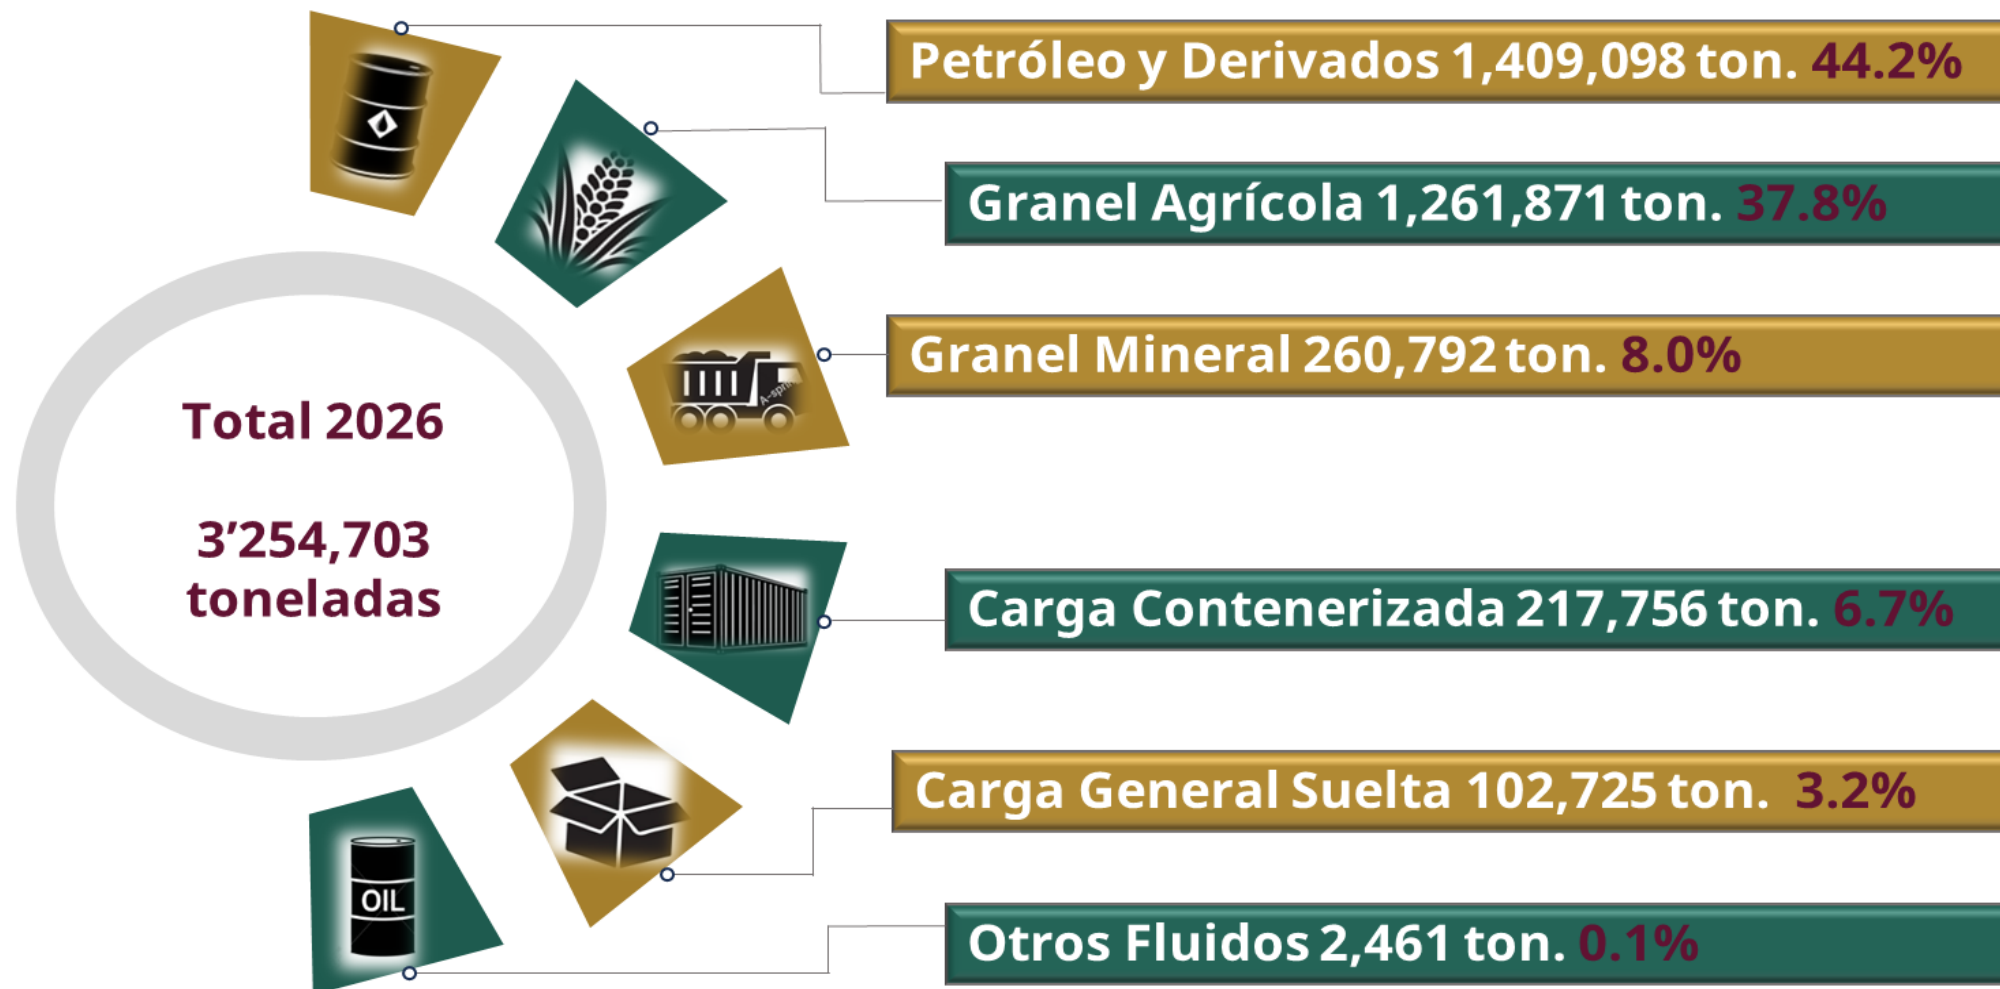 Petróleo y Derivados 1,409,098 ton. 44.2%
Granel Agrícola 1,261,871 ton. 37.8%
Granel Mineral 260,792 ton. 8.0%
A-spri
Total 2026
3’254,703
toneladas
Carga Contenerizada 217,756 ton. 6.7%
Carga General Suelta 102,725 ton. 3.2%
OIL
Otros Fluidos 2,461 ton. 0.1%